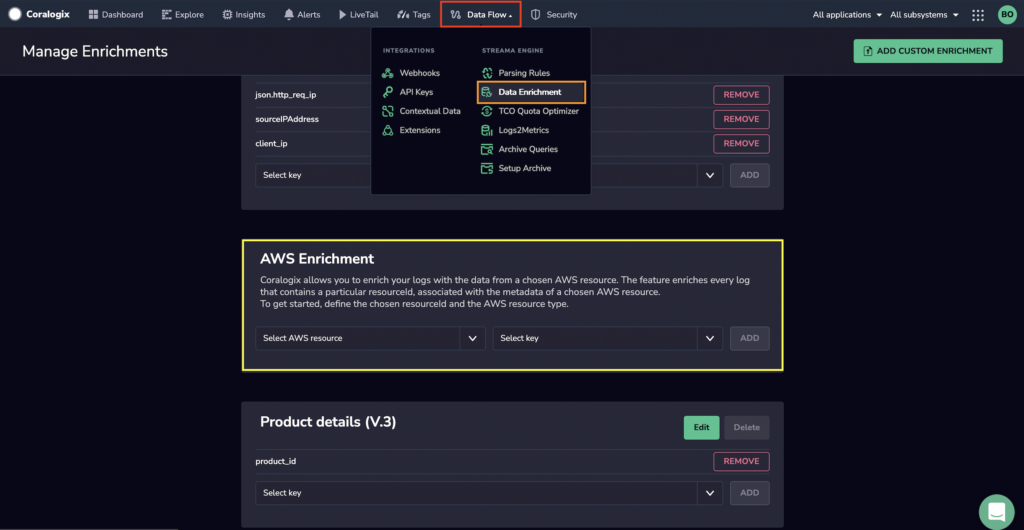 Coralogix
Dashboard
Explore
Insights
Alerts
LiveTail
Tags
Data Flow
Security
All applications
All subsystems
BO
Manage Enrichments
ADD CUSTOM ENRICHMENT
INTEGRATIONS
Webhooks
API Keys
Contextual Data
Extensions
STREAMA ENGINE
Parsing Rules
Data Enrichment
TCO Quota Optimizer
Logs2Metrics
Archive Queries
Setup Archive
json.http_req_ip
REMOVE
sourceIPAddress
REMOVE
client_ip
REMOVE
Select key
ADD
AWS Enrichment
Coralogix allows you to enrich your logs with the data from a chosen AWS resource. The feature enriches every log
that contains a particular resourceId, associated with the metadata of a chosen AWS resource.
To get started, define the chosen resourceId and the AWS resource type.
Select AWS resource
Select key
ADD
Product details (V.3)
Edit
Delete
product_id
REMOVE
Select key
ADD